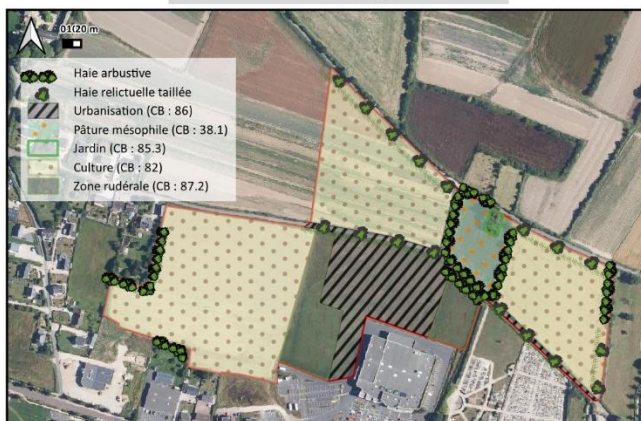 0 10 20 m
Haie arbustive
Haie relictuelle taillée
Urbanisation (CB : 86)
Pâture mésophile (CB : 38.1)
Jardin (CB : 85.3)
Culture (CB : 82)
Zone rudérale (CB : 87.2)